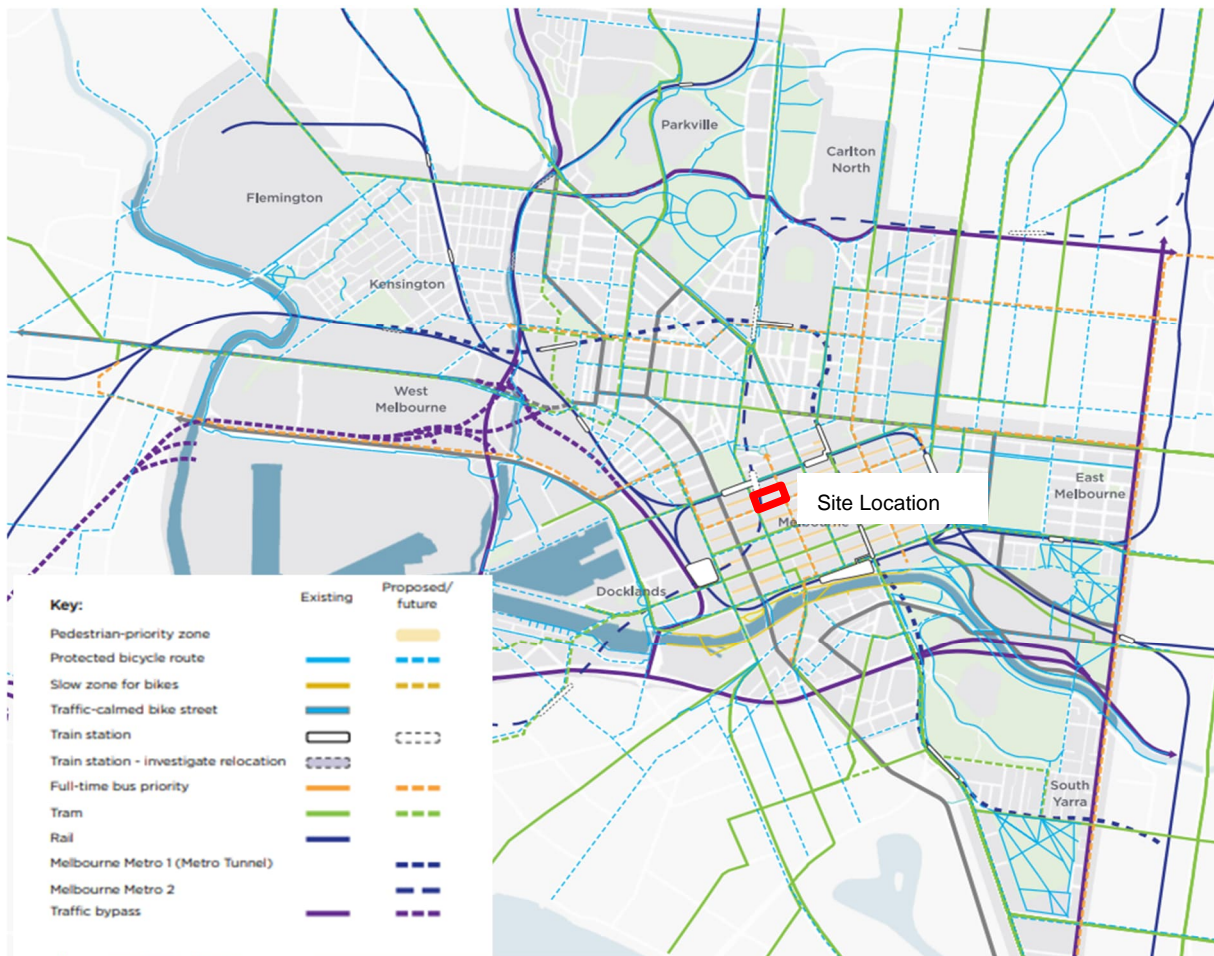 Parkville
Carlton
North
Flemington
Kensington
West
Melbourne
East
Melbourne
Site Location
Melbourne
Docklands
South
Yarra
Key:
Existing
Proposed/
future
Pedestrian-priority zone
Protected bicycle route
Slow zone for bikes
Traffic-calmed bike street
Train station
Train station - investigate relocation
Full-time bus priority
Tram
Rail
Melbourne Metro 1 (Metro Tunnel)
Melbourne Metro 2
Traffic bypass